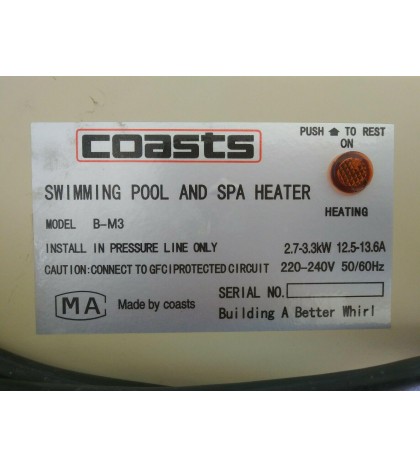 coasts
PUSH ⬆ TO REST
ON
SWIMMING POOL AND SPA HEATER
HEATING
MODEL B-M3
INSTALL IN PRESSURE LINE ONLY 2.7-3.3kW 12.5-13.6A
CAUTION:CONNECT TO GFCIPROTECTED CIRCUIT 220-240V 50/60Hz
MA Made by coasts
SERIAL NO.
Building A Better Whirl